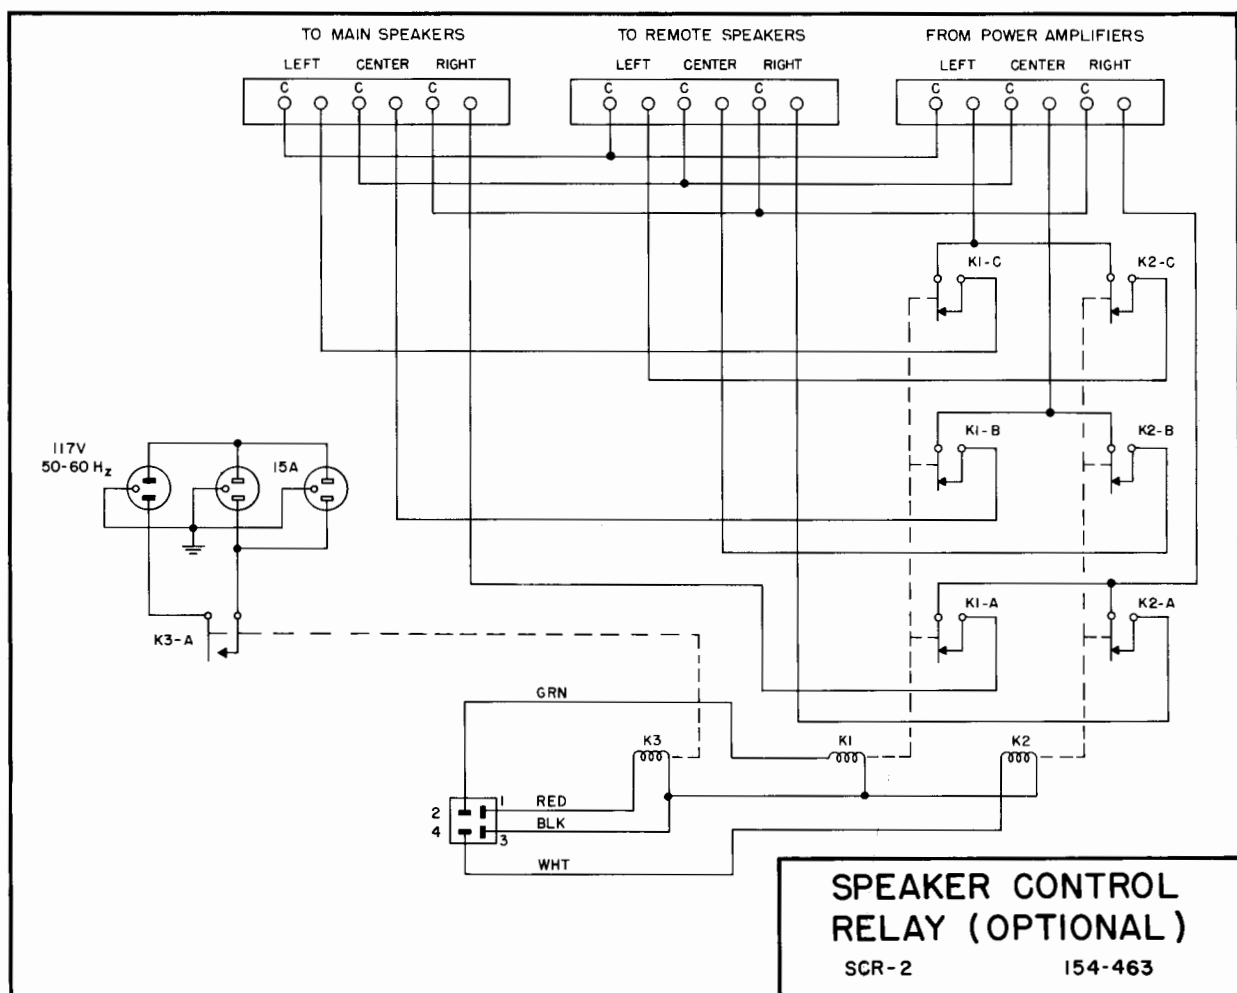 TO MAIN SPEAKERS
TO REMOTE SPEAKERS
FROM POWER AMPLIFIERS
LEFT CENTER RIGHT
LEFT CENTER RIGHT
LEFT CENTER RIGHT
C C C
C C C
C C C
K1-C
K2-C
K1-B
K2-B
117V
50-60 Hz
15A
K1-A
K2-A
K3-A
GRN
K3
K1
K2
1
RED
2
BLK
4
3
WHT
SPEAKER CONTROL
RELAY (OPTIONAL)
SCR-2 154-463